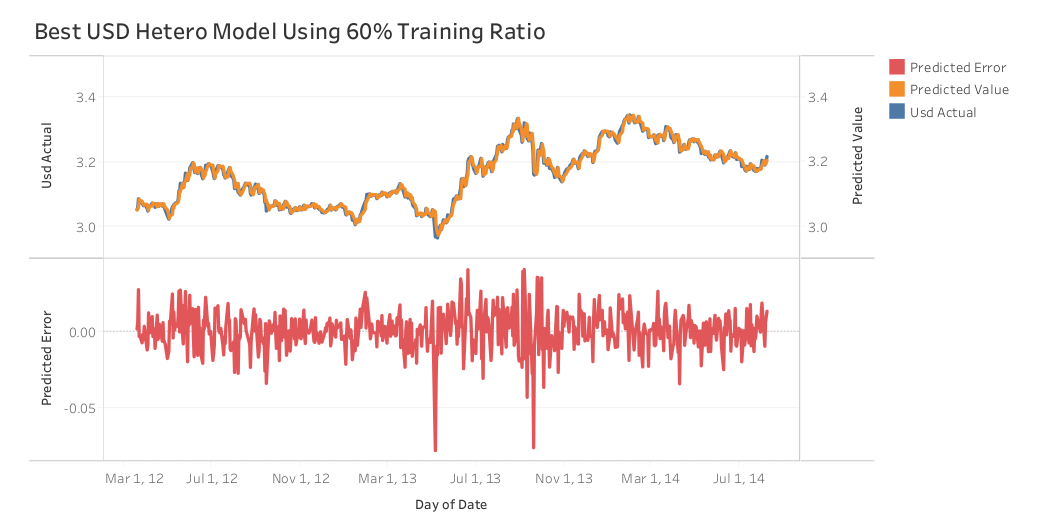 Best USD Hetero Model Using 60% Training Ratio
Predicted Error
Predicted Value
Usd Actual
Usd Actual
3.4
3.2
3.0
3.4
3.2
3.0
Predicted Value
Predicted Error
0.00
-0.05
Mar 1, 12
Jul 1, 12
Nov 1, 12
Mar 1, 13
Jul 1, 13
Nov 1, 13
Mar 1, 14
Jul 1, 14
Day of Date